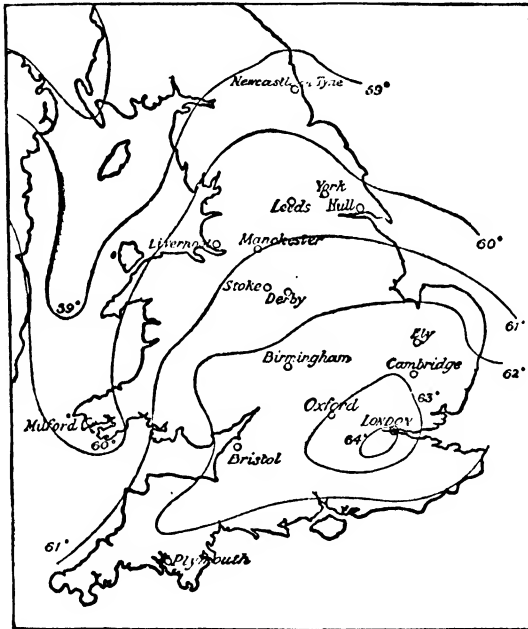 Newcastle on Tyne
59°
York
Leeds
Hull
Liverpool
Manchester
60°
59°
Stoke
Derby
61°
Ely
Birmingham
Cambridge
62°
63°
Oxford
LONDON
Milford
60°
64°
Bristol
61°
Plymouth